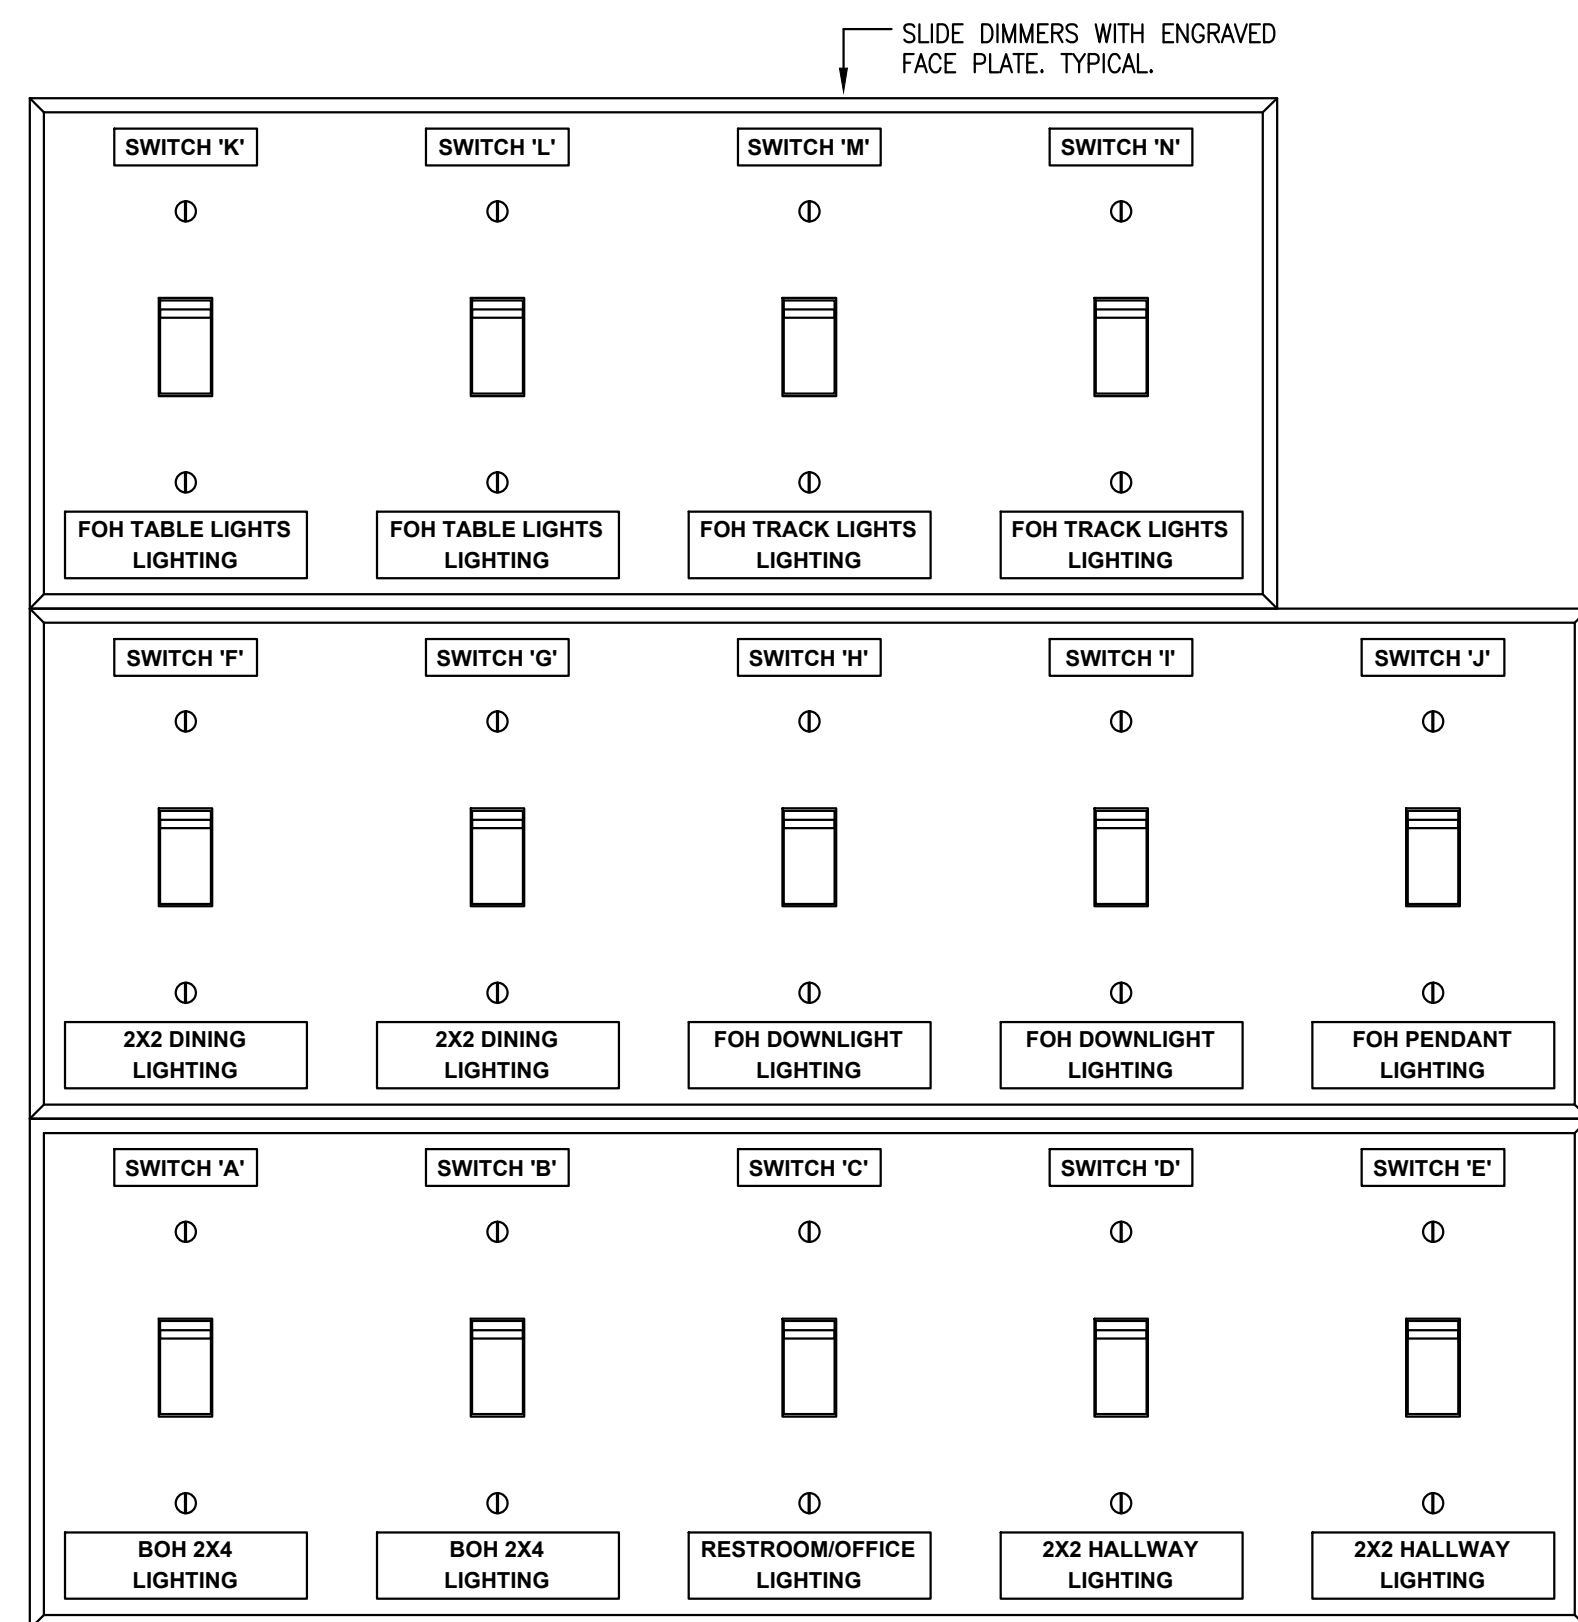 SLIDE DIMMERS WITH ENGRAVED
FACE PLATE. TYPICAL.
SWITCH 'K'
SWITCH 'L'
SWITCH 'M'
SWITCH 'N'
FOH TABLE LIGHTS
LIGHTING
FOH TABLE LIGHTS
LIGHTING
FOH TRACK LIGHTS
LIGHTING
FOH TRACK LIGHTS
LIGHTING
SWITCH 'F'
SWITCH 'G'
SWITCH 'H'
SWITCH 'I'
SWITCH 'J'
2X2 DINING
LIGHTING
2X2 DINING
LIGHTING
FOH DOWNLIGHT
LIGHTING
FOH DOWNLIGHT
LIGHTING
FOH PENDANT
LIGHTING
SWITCH 'A'
SWITCH 'B'
SWITCH 'C'
SWITCH 'D'
SWITCH 'E'
BOH 2X4
LIGHTING
BOH 2X4
LIGHTING
RESTROOM/OFFICE
LIGHTING
2X2 HALLWAY
LIGHTING
2X2 HALLWAY
LIGHTING